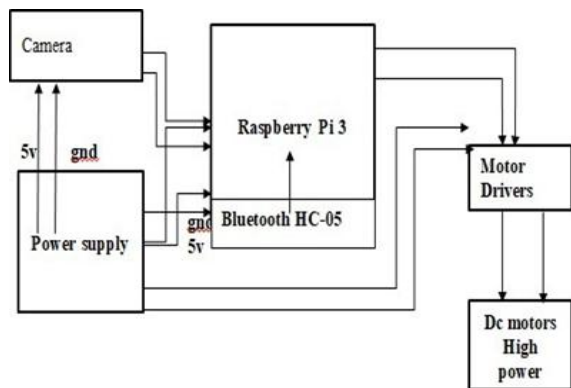 Camera
Raspberry Pi 3
5v gnd
Motor
Drivers
Power supply
Bluetooth HC-05
gnd
5v
Dc motors
High
power